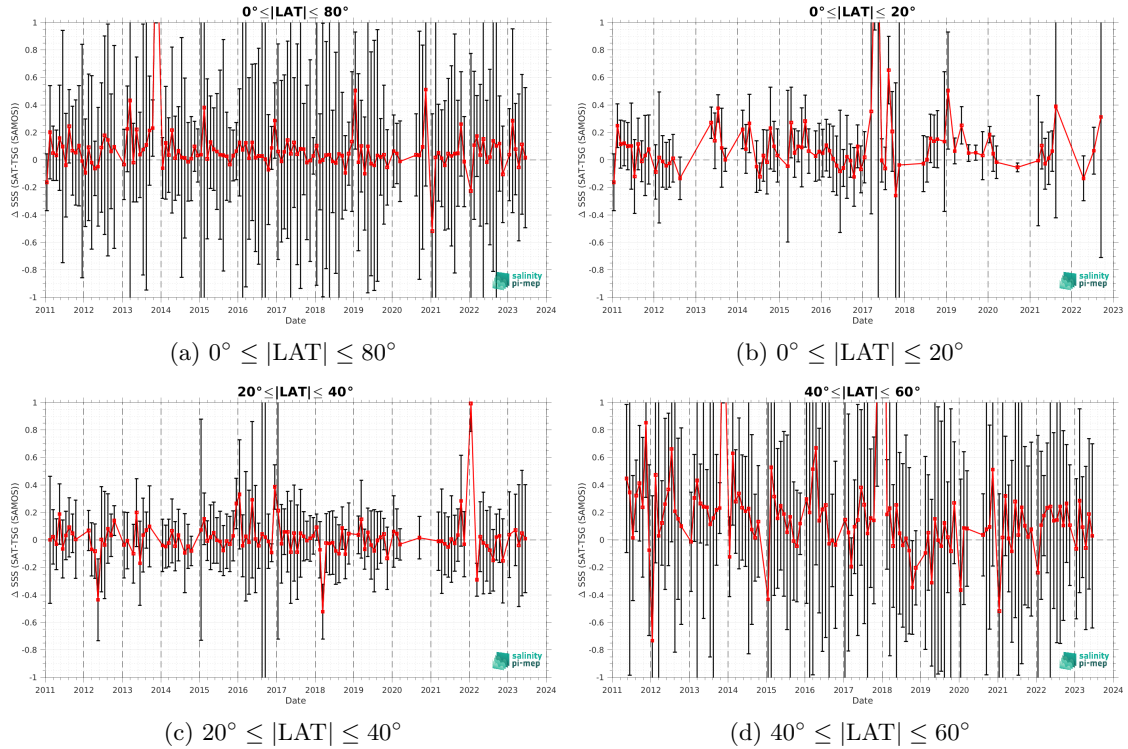 0°≤|LAT|≤ 80°
Δ SSS (SAT-TSG (SAMOS))
1
0.8
0.6
0.4
0.2
0
-0.2
-0.4
-0.6
-0.8
-1
2011 2012 2013 2014 2015 2016 2017 2018 2019 2020 2021 2022 2023 2024
Date
salinity
pi-mep
(a) 0° ≤ |LAT| ≤ 80°
0°≤|LAT|≤ 20°
Δ SSS (SAT-TSG (SAMOS))
1
0.8
0.6
0.4
0.2
0
-0.2
-0.4
-0.6
-0.8
-1
2011 2012 2013 2014 2015 2016 2017 2018 2019 2020 2021 2022 2023
Date
salinity
pi-mep
(b) 0° ≤ |LAT| ≤ 20°
20°≤|LAT|≤ 40°
Δ SSS (SAT-TSG (SAMOS))
1
0.8
0.6
0.4
0.2
0
-0.2
-0.4
-0.6
-0.8
-1
2011 2012 2013 2014 2015 2016 2017 2018 2019 2020 2021 2022 2023 2024
Date
salinity
pi-mep
(c) 20° ≤ |LAT| ≤ 40°
40°≤|LAT|≤ 60°
Δ SSS (SAT-TSG (SAMOS))
1
0.8
0.6
0.4
0.2
0
-0.2
-0.4
-0.6
-0.8
-1
2011 2012 2013 2014 2015 2016 2017 2018 2019 2020 2021 2022 2023 2024
Date
salinity
pi-mep
(d) 40° ≤ |LAT| ≤ 60°